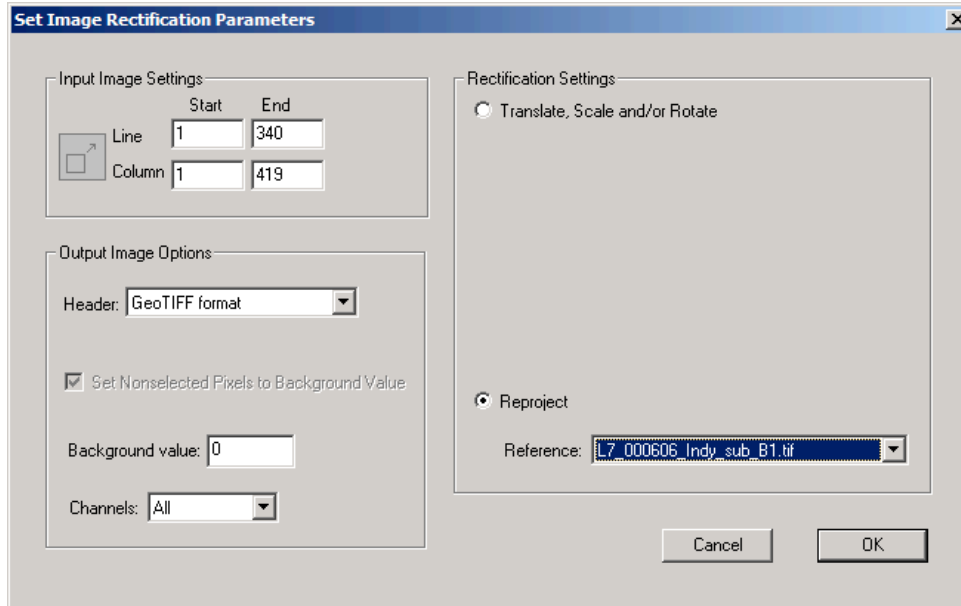 Set Image Rectification Parameters
Input Image Settings
Start End
Line 1 340
Column 1 419
Output Image Options
Header: GeoTIFF format
Set Nonselected Pixels to Background Value
Background value: 0
Channels: All
Rectification Settings
Translate, Scale and/or Rotate
Reproject
Reference: L7_000606_Indy_sub_B1.tif
Cancel OK